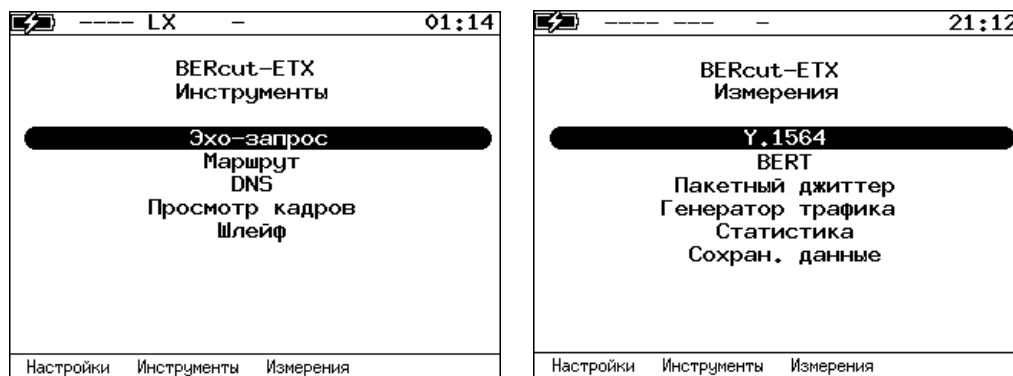 ---- LX – 01:14
BERcut-ETX
Инструменты
Эхо-запрос
Маршрут
DNS
Просмотр кадров
Шлейф
Настройки Инструменты Измерения
---- ---- --- – 21:12
BERcut-ETX
Измерения
Y.1564
BERT
Пакетный джиттер
Генератор трафика
Статистика
Сохран. данные
Настройки Инструменты Измерения